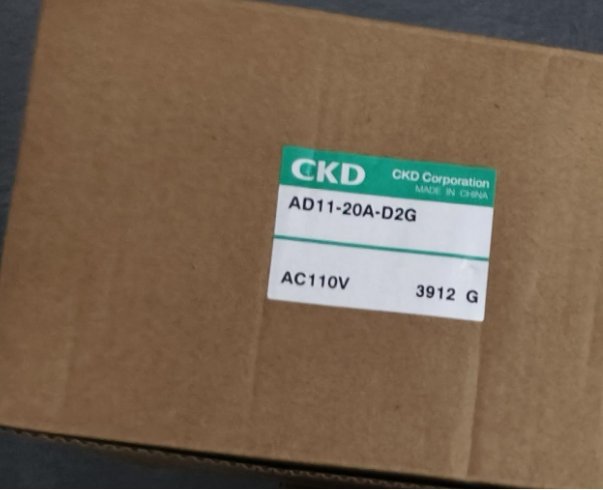 CKD CKD Corporation
MADE IN CHINA
AD11-20A-D2G
AC110V 3912 G